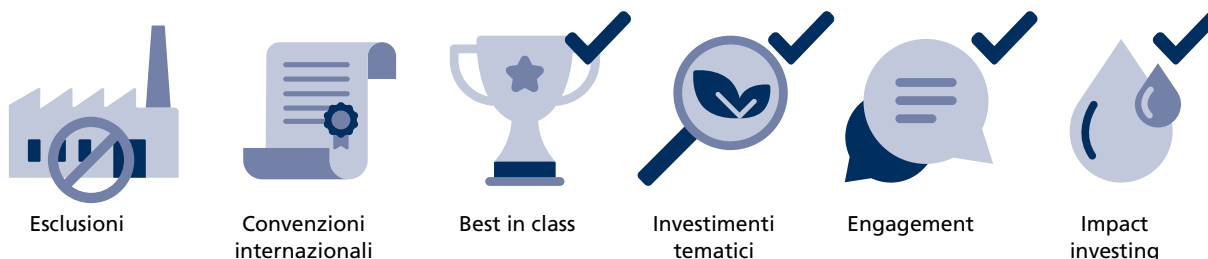 Esclusioni
Convenzioni
internazionali
Best in class
Investimenti
tematici
Engagement
Impact
investing